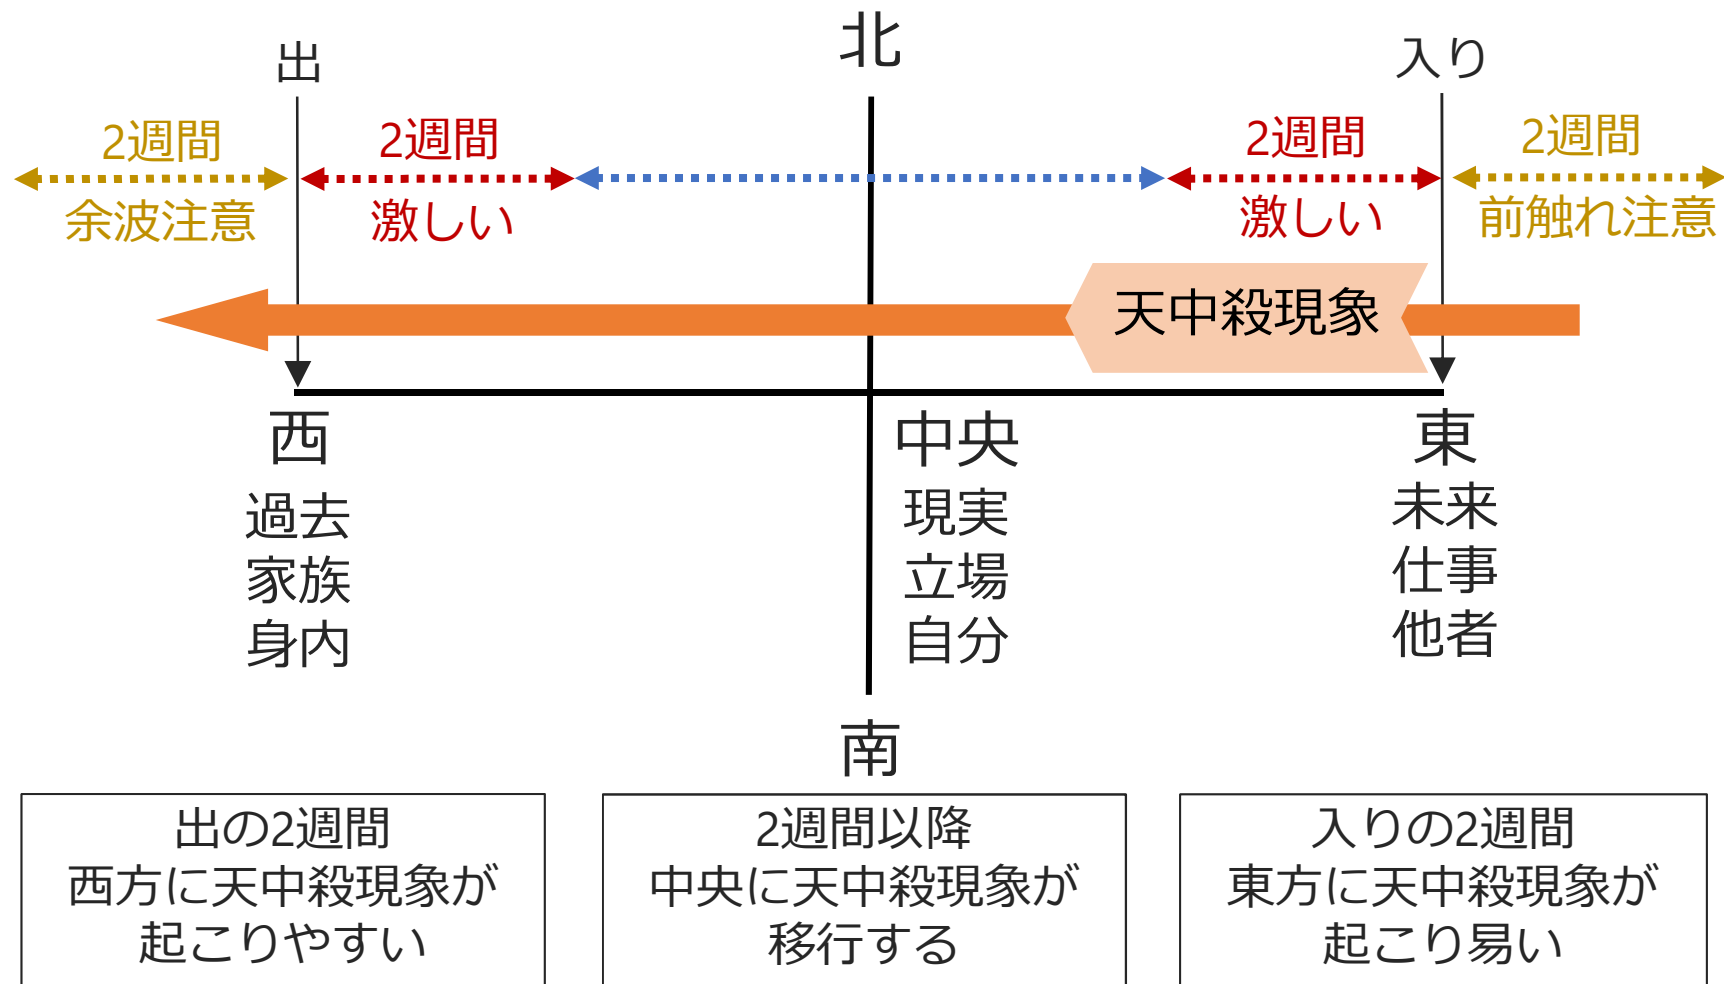 北
出
入り
2週間
2週間
2週間
2週間
余波注意
激しい
激しい
前触れ注意
天中殺現象
西
中央
東
過去
家族
身内
現実
立場
自分
未来
仕事
他者
南
出の2週間
西方に天中殺現象が
起こりやすい
2週間以降
中央に天中殺現象が
移行する
入りの2週間
東方に天中殺現象が
起こり易い